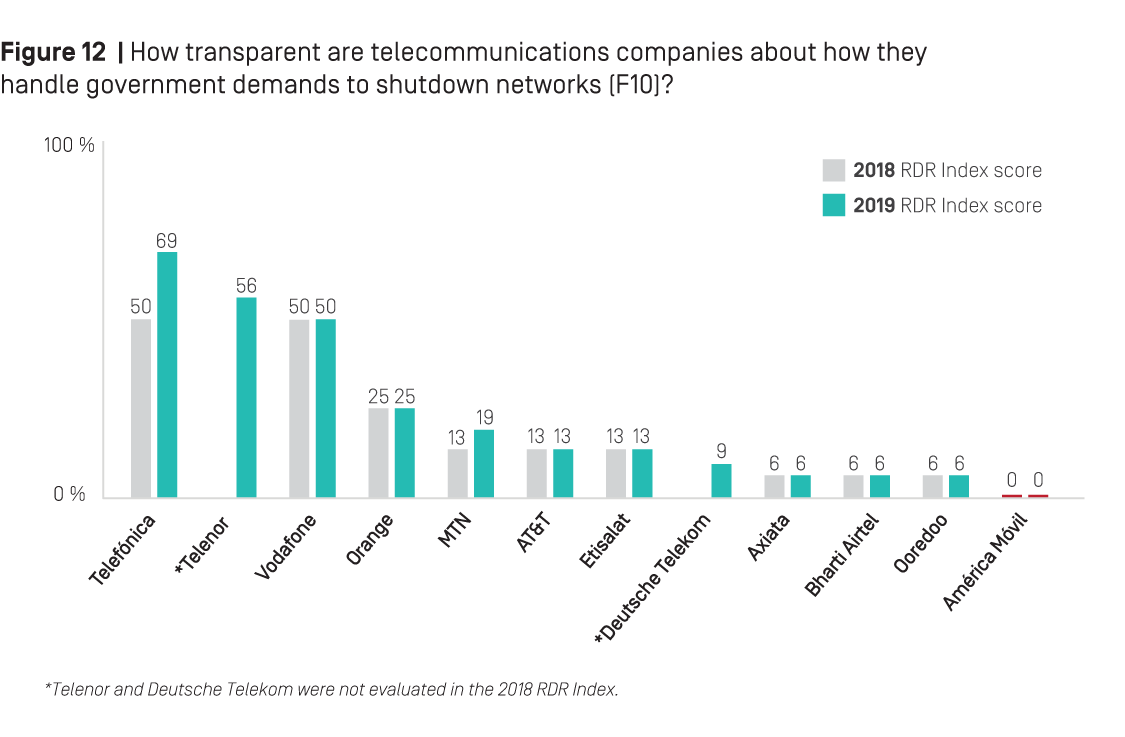 Figure 12 | How transparent are telecommunications companies about how they
handle government demands to shutdown networks (F10)?
100 %
2018 RDR Index score
2019 RDR Index score
69
56
50
50 50
25 25
19
13
13 13
13 13
9
6 6
6 6
6 6
0 0
0 %
Telefónica
*Telenor
Vodafone
Orange
MTN
AT&T
Etisalat
*Deutsche Telekom
Axiata
Bharti Airtel
Ooredoo
América Móvil
*Telenor and Deutsche Telekom were not evaluated in the 2018 RDR Index.